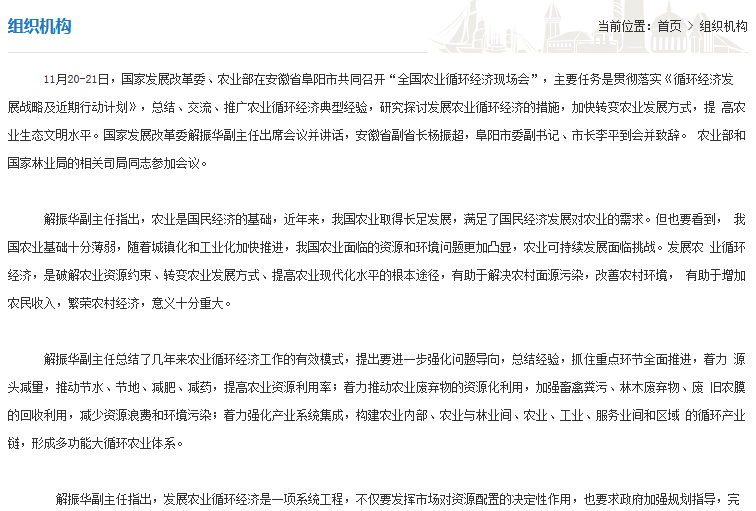 组织机构
当前位置：首页 > 组织机构
11月20-21日，国家发展改革委、农业部在安徽省阜阳市共同召开“全国农业循环经济现场会”，主要任务是贯彻落实《循环经济发
展战略及近期行动计划》，总结、交流、推广农业循环经济典型经验，研究探讨发展农业循环经济的措施，加快转变农业发展方式，提 高农
业生态文明水平。国家发展改革委解振华副主任出席会议并讲话，安徽省副省长杨振超，阜阳市委副书记、市长李平到会并致辞。 农业部和
国家林业局的相关司局同志参加会议。
解振华副主任指出，农业是国民经济的基础，近年来，我国农业取得长足发展，满足了国民经济发展对农业的需求。但也要看到， 我
国农业基础十分薄弱，随着城镇化和工业化加快推进，我国农业面临的资源和环境问题更加凸显，农业可持续发展面临挑战。发展农 业循环
经济，是破解农业资源约束、转变农业发展方式、提高农业现代化水平的根本途径，有助于解决农村面源污染，改善农村环境， 有助于增加
农民收入，繁荣农村经济，意义十分重大。
解振华副主任总结了几年来农业循环经济工作的有效模式，提出要进一步强化问题导向，总结经验，抓住重点环节全面推进，着力 源
头减量，推动节水、节地、减肥、减药，提高农业资源利用率；着力推动农业废弃物的资源化利用，加强畜禽粪污、林木废弃物、废 旧农膜
的回收利用，减少资源浪费和环境污染；着力强化产业系统集成，构建农业内部、农业与林业间、农业、工业、服务业间和区域 的循环产业
链，形成多功能大循环农业体系。
解振华副主任指出，发展农业循环经济是一项系统工程，不仅要发挥市场对资源配置的决定性作用，也要求政府加强规划指导，完